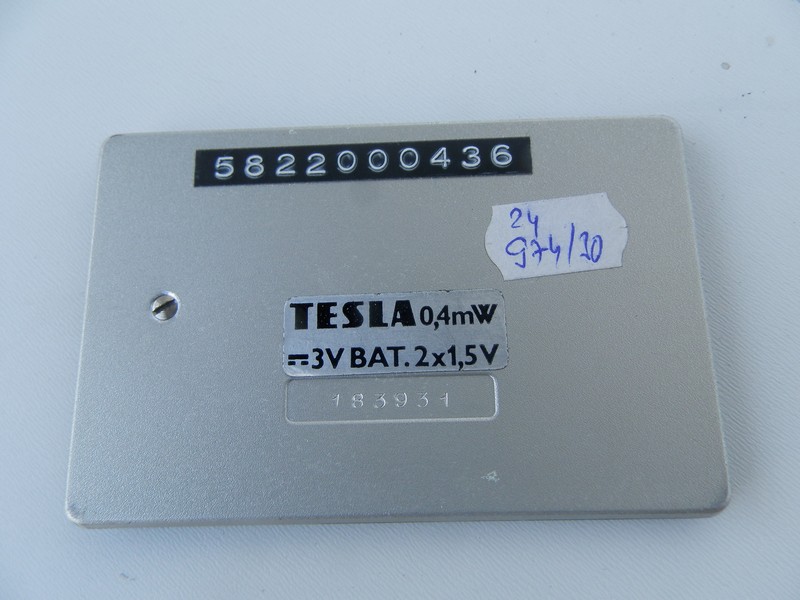 5822000436
24
974/30
TESLA 0,4mW
⎓3V BAT. 2x1,5V
183931